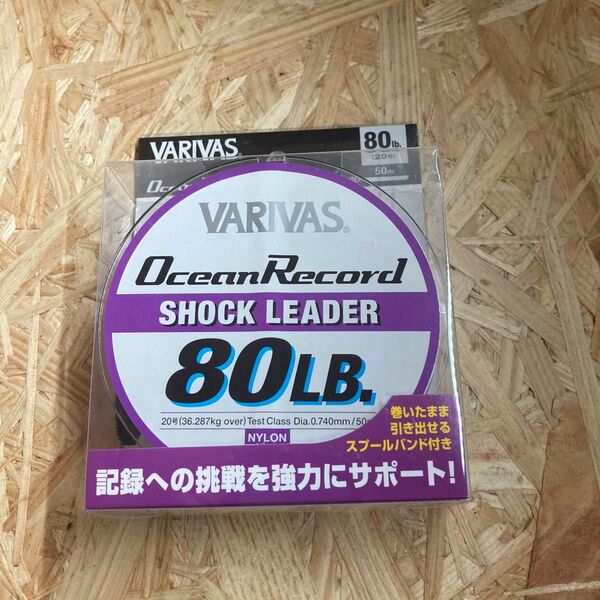 VARIVAS®
80lb.
(20号)
50m
VARIVAS®
OceanRecord
SHOCK LEADER
80LB.
20号(36.287kg over) Test Class Dia.0.740mm/50
NYLON
巻いたまま
引き出せる
スプールバンド付き
記録への挑戦を強力にサポート!